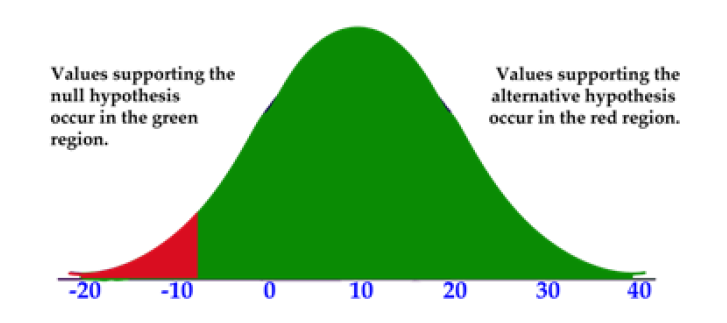 Values supporting the
null hypothesis
occur in the green
region.
Values supporting the
alternative hypothesis
occur in the red region.
-20 -10 0 10 20 30 40